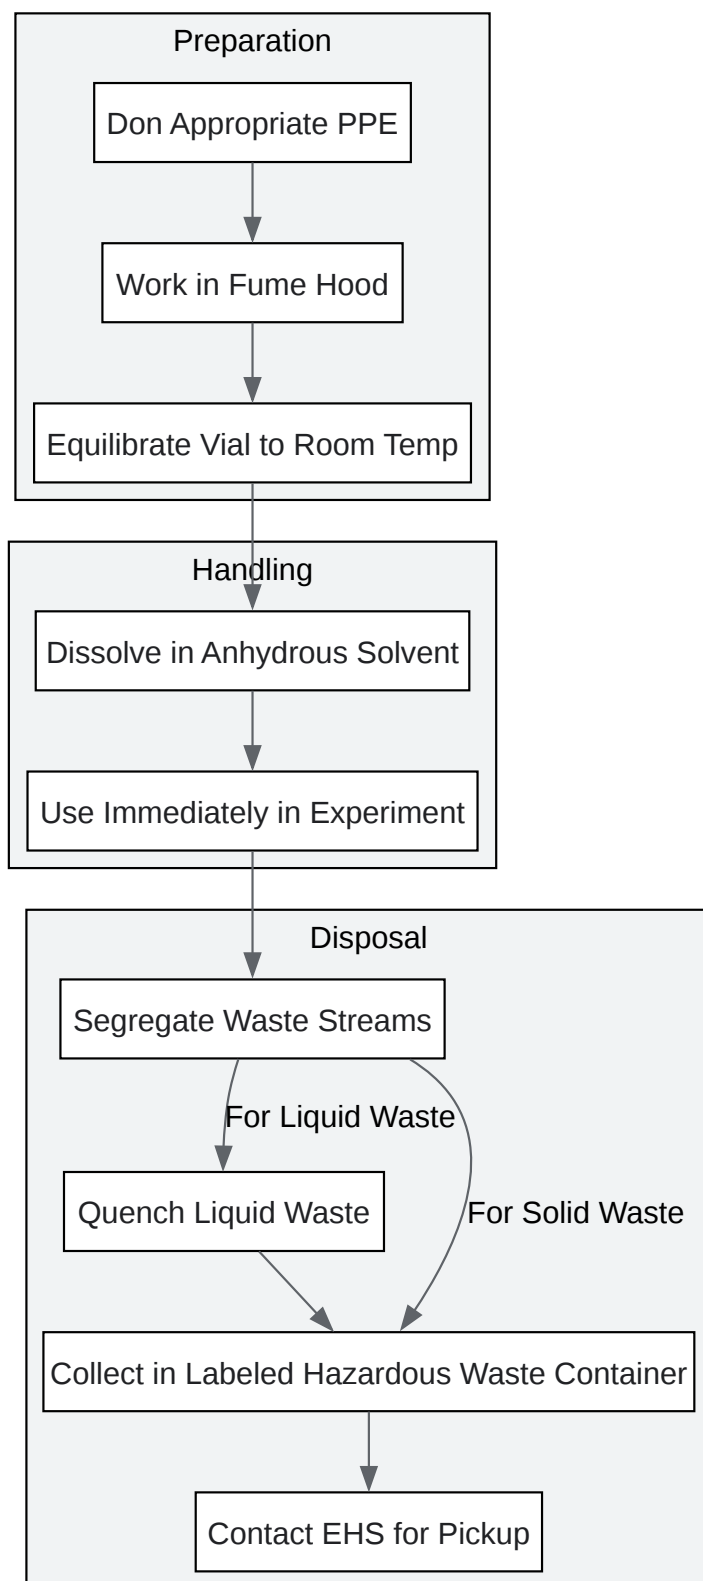 Preparation
Don Appropriate PPE
Work in Fume Hood
Equilibrate Vial to Room Temp
Handling
Dissolve in Anhydrous Solvent
Use Immediately in Experiment
Disposal
Segregate Waste Streams
For Liquid Waste
Quench Liquid Waste
For Solid Waste
Collect in Labeled Hazardous Waste Container
Contact EHS for Pickup